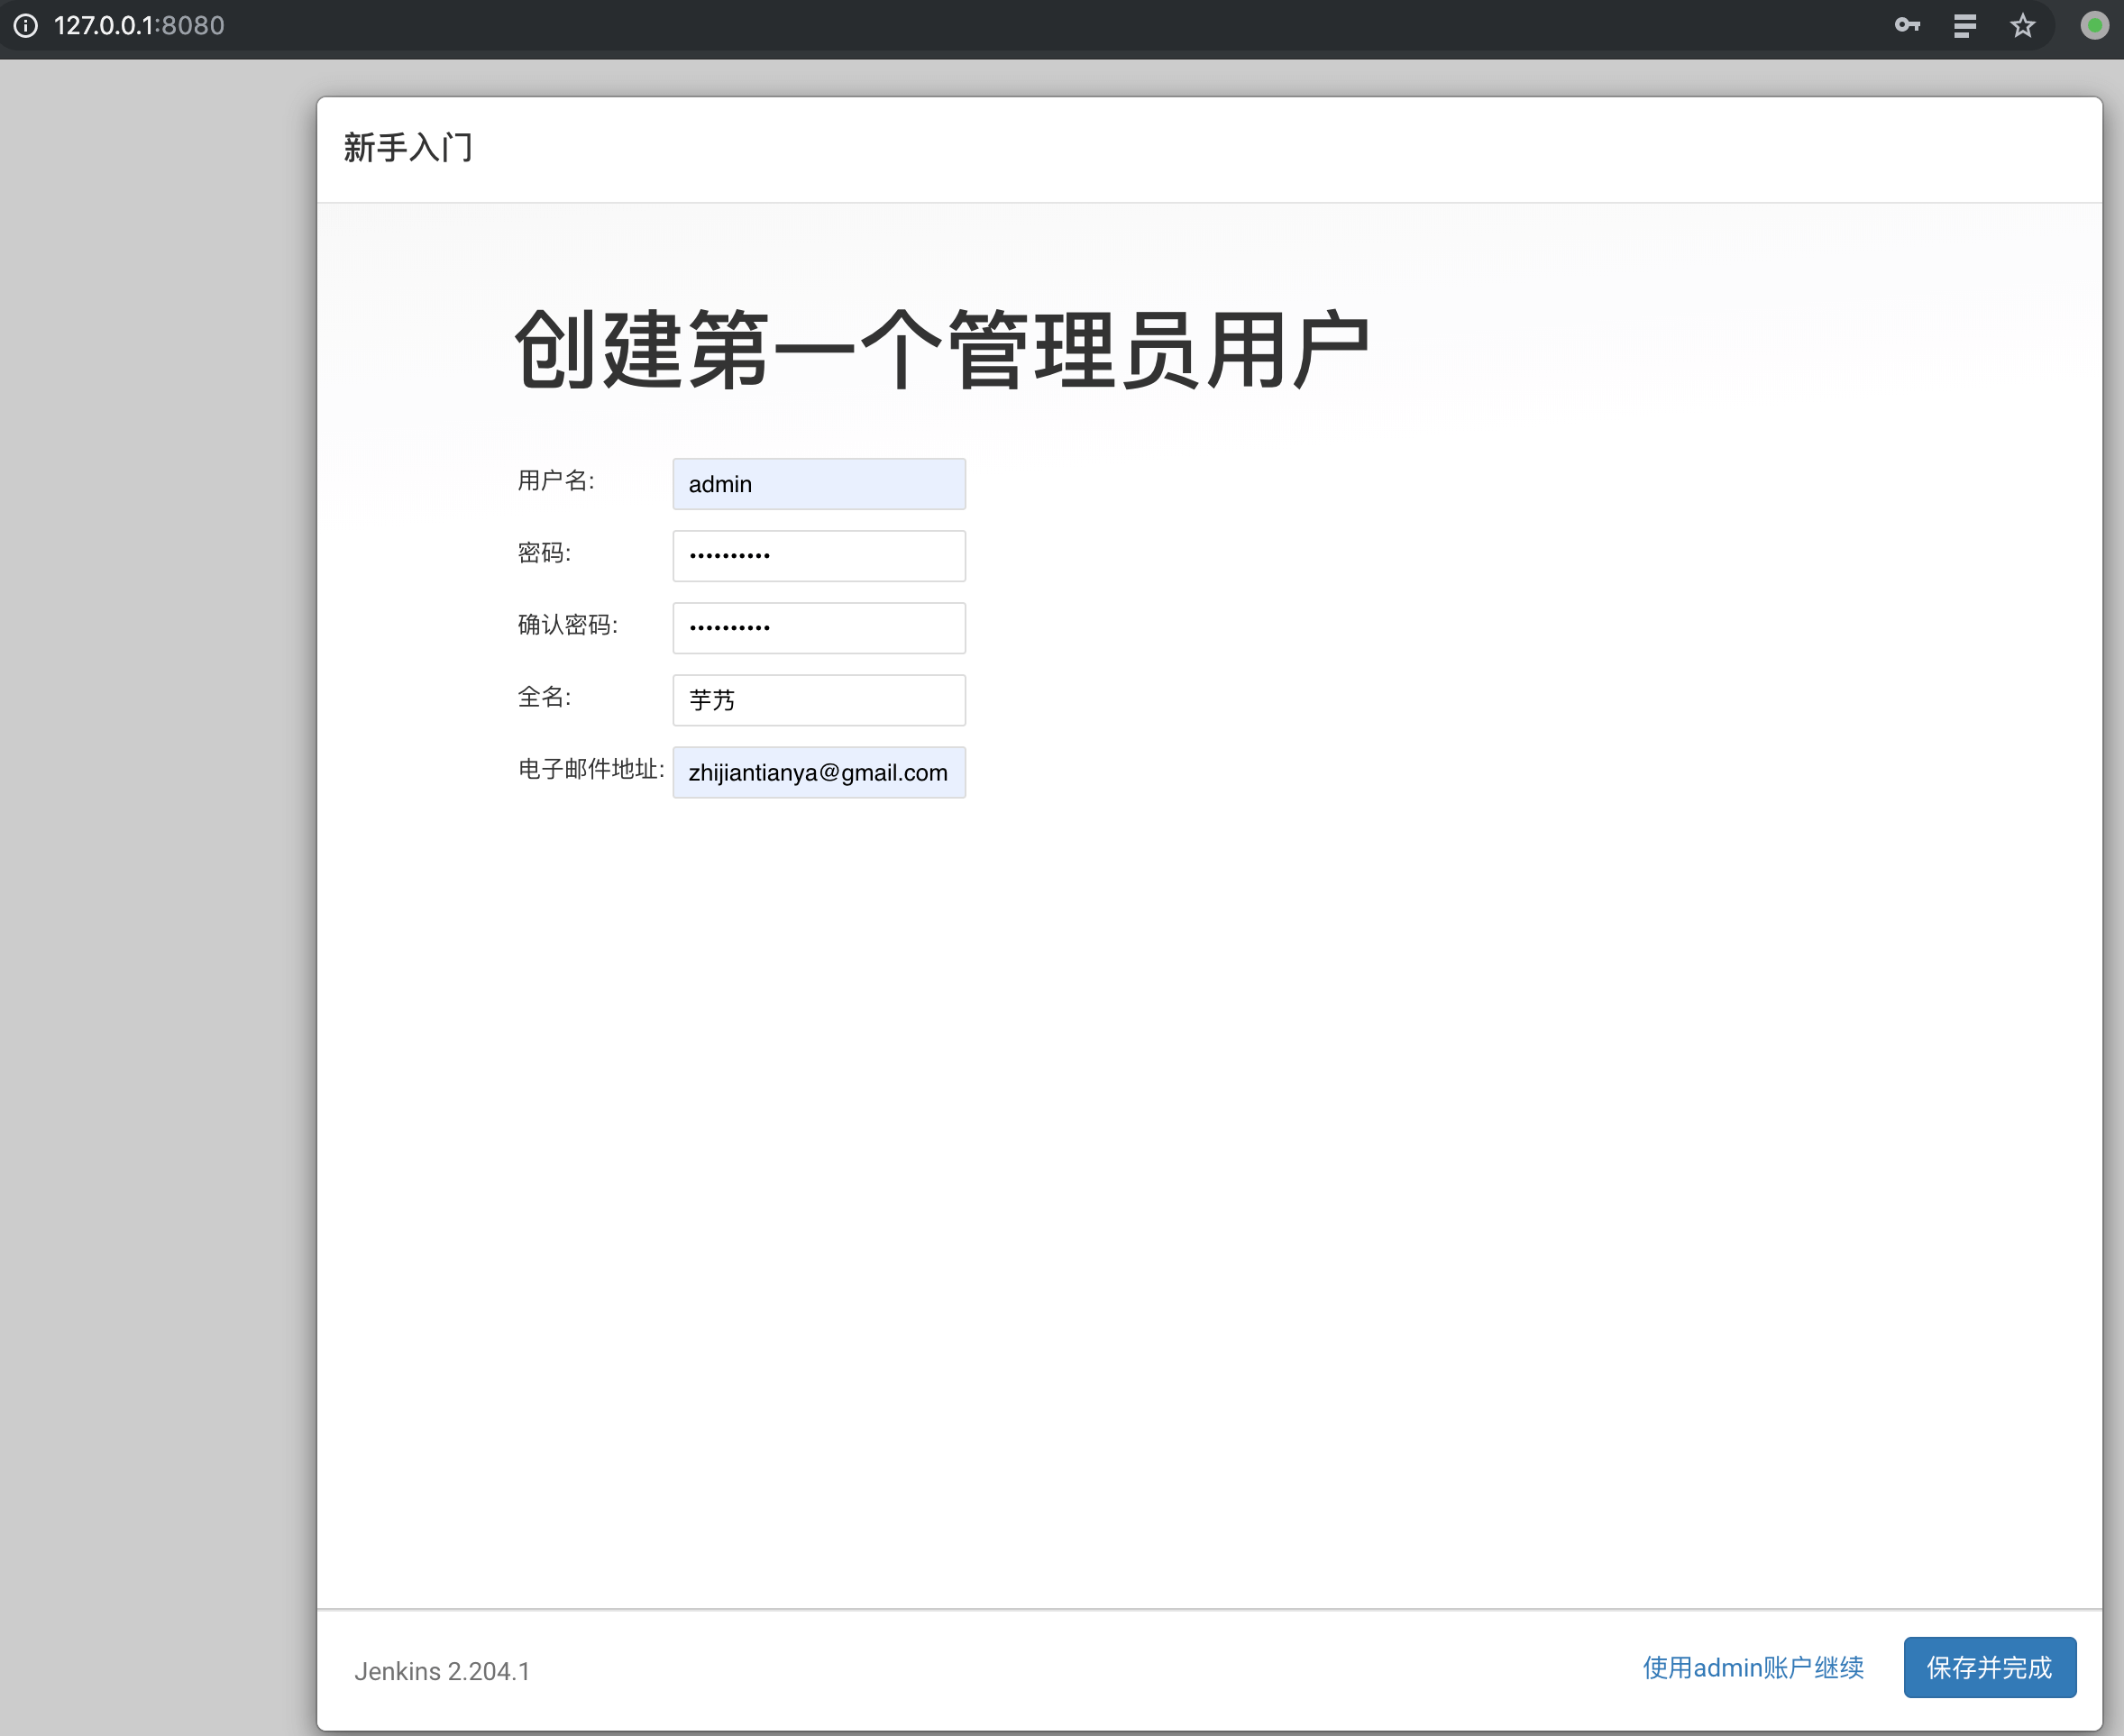 127.0.0.1:8080
新手入门
创建第一个管理员用户
用户名: admin
密码: ••••••••••
确认密码: ••••••••••
全名: 芋艿
电子邮件地址: zhijiantianya@gmail.com
Jenkins 2.204.1 使用admin账户继续 保存并完成